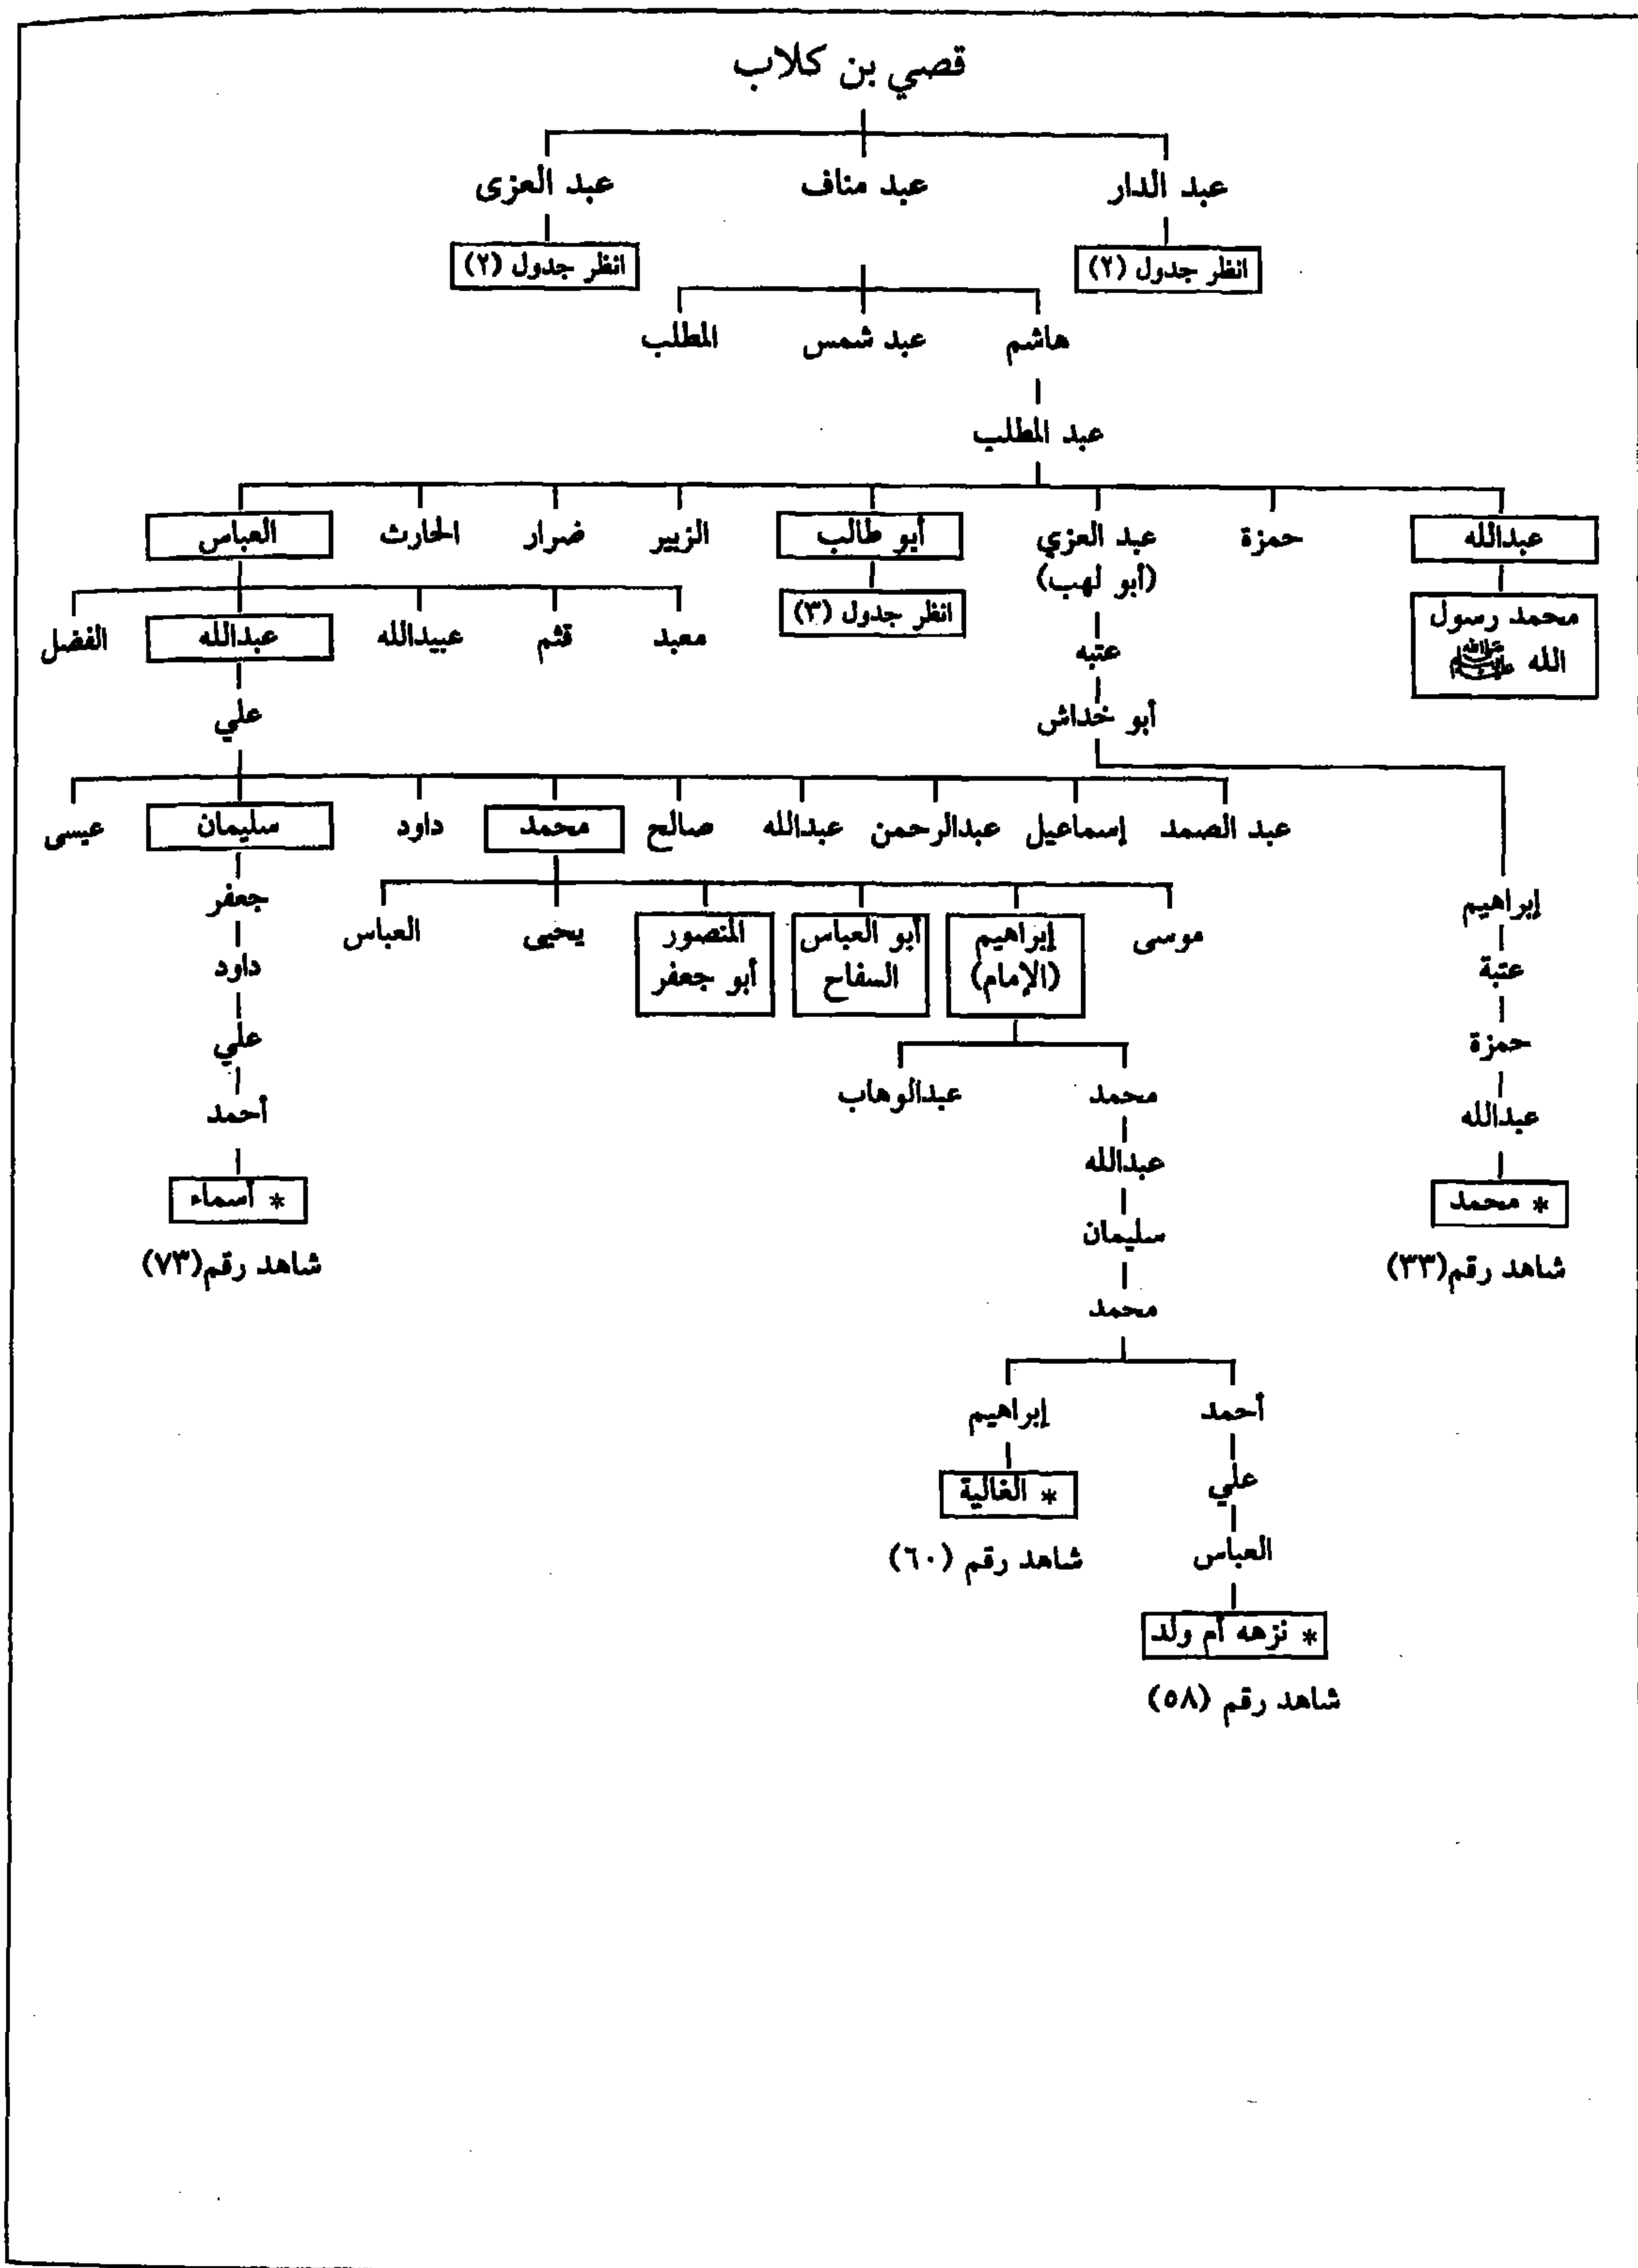 قصي بن كلاب
عبد الدار عبد مناف عبد العزى
انظر جدول (٢) انظر جدول (٢)
هاشم عبد شمس المطلب
عبد المطلب
عبدالله حمزة عبد العزي أبو طالب الزبير ضرار الحارث العباس
(أبو لهب)
محمد رسول انظر جدول (٣)
الله ﷺ
عتبه معبد قثم عبيدالله عبدالله الفضل
أبو خداش علي
عبد الصمد إسماعيل عبدالرحمن عبدالله صالح محمد داود سليمان عيسى
إبراهيم جعفر
موسى إبراهيم أبو العباس المنصور يحيى العباس
(الإمام) السفاح أبو جعفر
عتبة داود
حمزة علي
محمد عبدالوهاب
عبدالله أحمد
عبدالله
* محمد * أسماء
سليمان
شاهد رقم(٣٣) شاهد رقم(٧٣)
محمد
أحمد إبراهيم
علي * الغالية
العباس شاهد رقم (٦٠)
* نزهه أم ولد
شاهد رقم (٥٨)